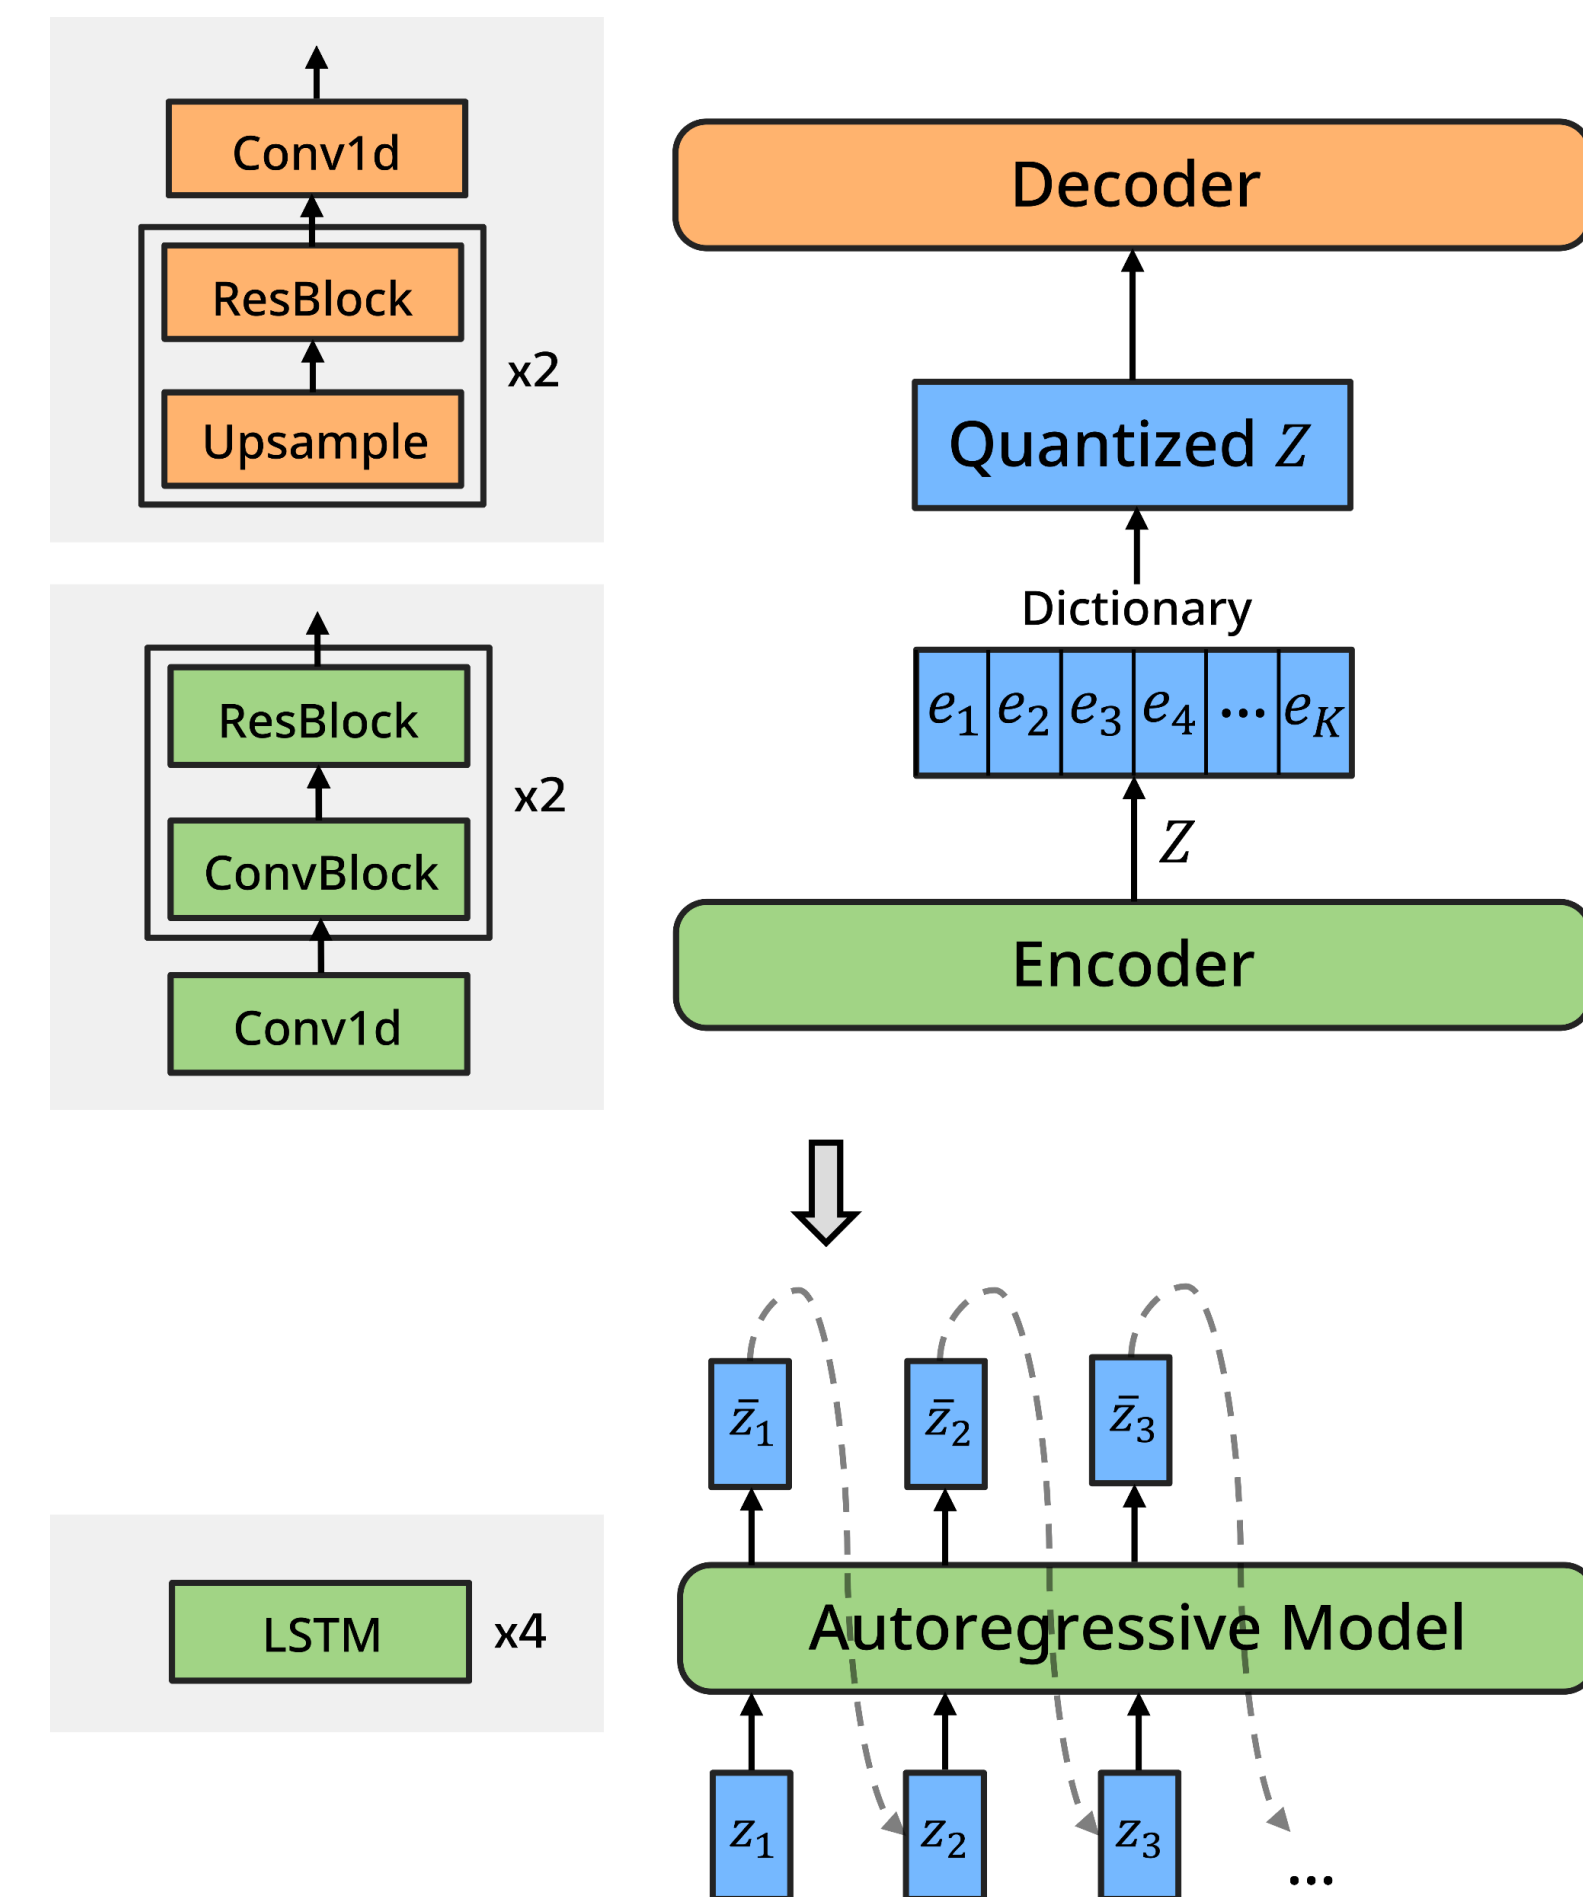 Conv1d
ResBlock
x2
Upsample
Decoder
Quantized Z
Dictionary
e1 e2 e3 e4 ... eK
Z
ResBlock
x2
ConvBlock
Conv1d
Encoder
z̄1 z̄2 z̄3
LSTM
x4
Autoregressive Model
z1 z2 z3 ...